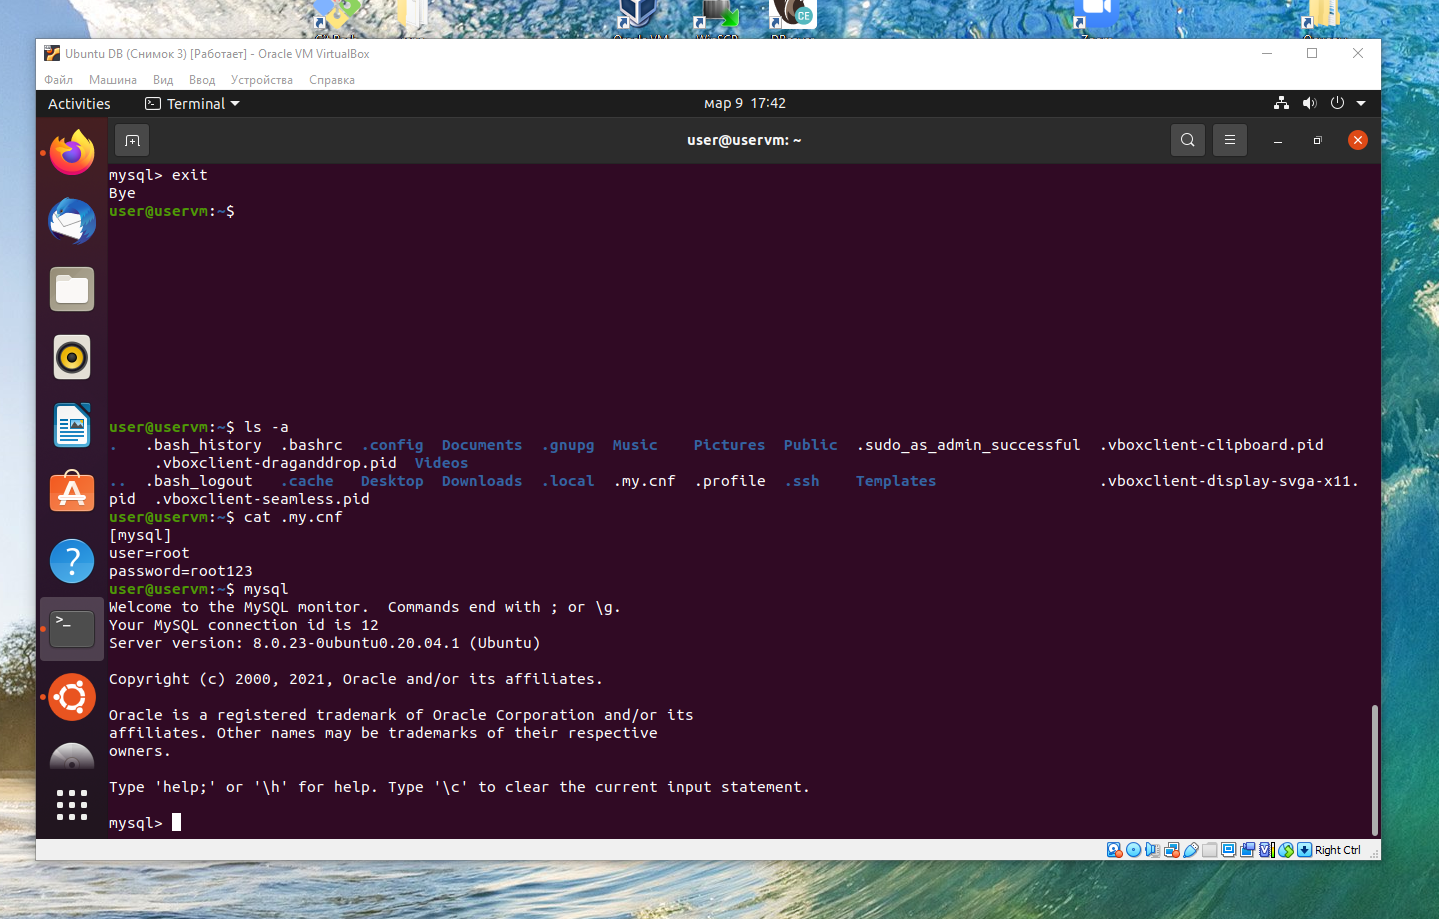 Ubuntu DB (Снимок 3) [Работает] - Oracle VM VirtualBox
Файл Машина Вид Ввод Устройства Справка
Activities Terminal мар 9 17:42
user@uservm: ~
mysql> exit
Bye
user@uservm:~$
user@uservm:~$ ls -a
. .bash_history .bashrc .config Documents .gnupg Music Pictures Public .sudo_as_admin_successful .vboxclient-clipboard.pid
.vboxclient-draganddrop.pid Videos
.. .bash_logout .cache Desktop Downloads .local .my.cnf .profile .ssh Templates .vboxclient-display-svga-x11.
pid .vboxclient-seamless.pid
user@uservm:~$ cat .my.cnf
[mysql]
user=root
password=root123
user@uservm:~$ mysql
Welcome to the MySQL monitor. Commands end with ; or \g.
Your MySQL connection id is 12
Server version: 8.0.23-0ubuntu0.20.04.1 (Ubuntu)
Copyright (c) 2000, 2021, Oracle and/or its affiliates.
Oracle is a registered trademark of Oracle Corporation and/or its
affiliates. Other names may be trademarks of their respective
owners.
Type 'help;' or '\h' for help. Type '\c' to clear the current input statement.
mysql>
Right Ctrl